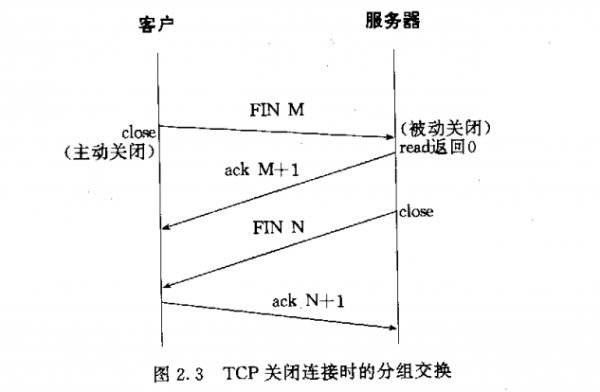 客户 服务器
FIN M
close (被动关闭)
(主动关闭) read返回0
ack M+1
close
FIN N
ack N+1
图 2.3 TCP 关闭连接时的分组交换